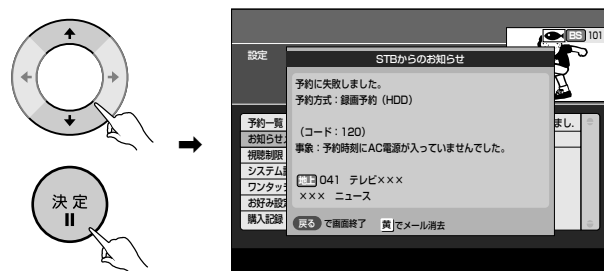 決定
BS 101
設定
STBからのお知らせ
予約に失敗しました。
予約方式：録画予約（HDD）
（コード：120）
事象：予約時刻にAC電源が入っていませんでした。
地上 041 テレビ×××
××× ニュース
戻る で画面終了 黄 でメール消去
予約一覧
お知らせ
視聴制限
システム
ワンタッ
お好み設
購入記録
まし.